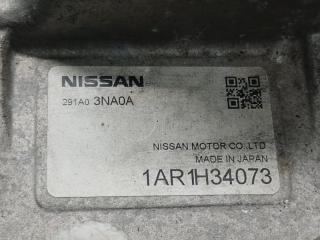 NISSAN
291A0 3NA0A
NISSAN MOTOR CO.,LTD
MADE IN JAPAN
1AR1H34073